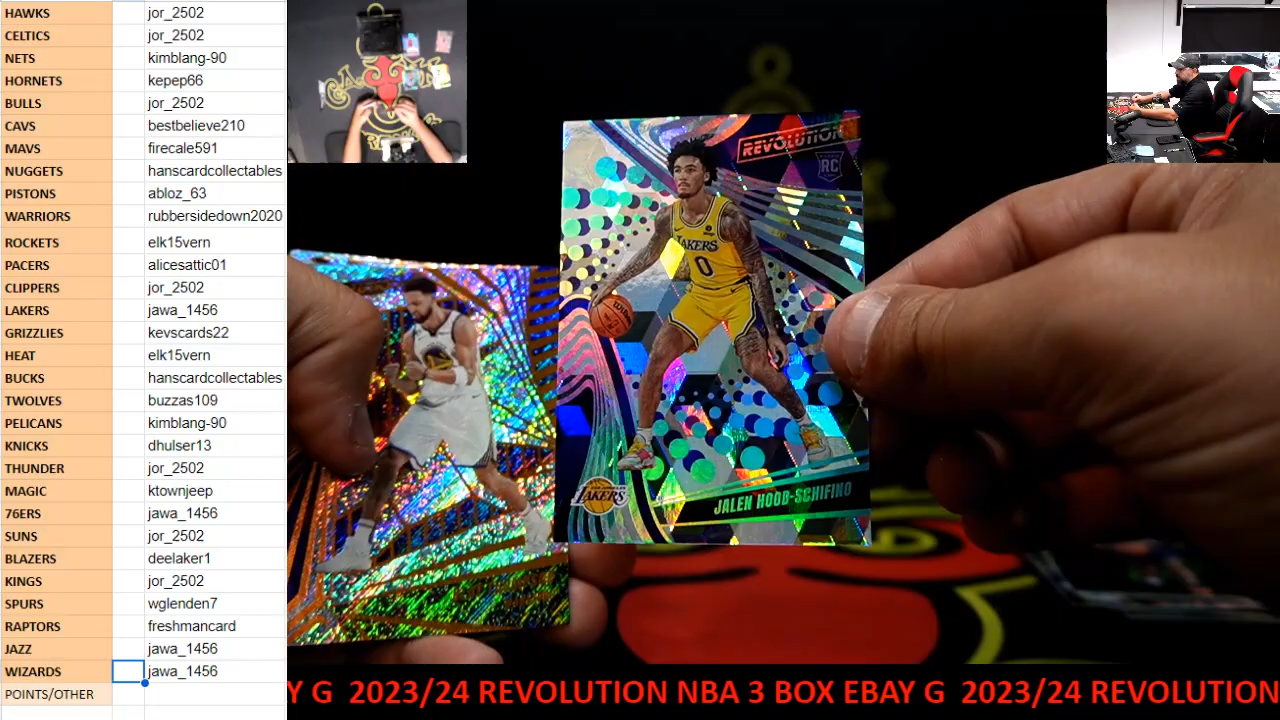 HAWKS jor_2502
CELTICS jor_2502
NETS kimblang-90
HORNETS kepep66
BULLS jor_2502
CAVS bestbelieve210
MAVS firecale591
NUGGETS hanscardcollectables
PISTONS abloz_63
WARRIORS rubbersidedown2020
ROCKETS elk15vern
PACERS alicesattic01
CLIPPERS jor_2502
LAKERS jawa_1456
GRIZZLIES kevscards22
HEAT elk15vern
BUCKS hanscardcollectables
TWOLVES buzzas109
PELICANS kimblang-90
KNICKS dhulser13
THUNDER jor_2502
MAGIC ktownjeep
76ERS jawa_1456
SUNS jor_2502
BLAZERS deelaker1
KINGS jor_2502
SPURS wglenden7
RAPTORS freshmancard
JAZZ jawa_1456
WIZARDS jawa_1456
POINTS/OTHER
REVOLUTION
RC
LAKERS
0
LAKERS
JALEN HOOD-SCHIFINO
Y G 2023/24 REVOLUTION NBA 3 BOX EBAY G 2023/24 REVOLUTION